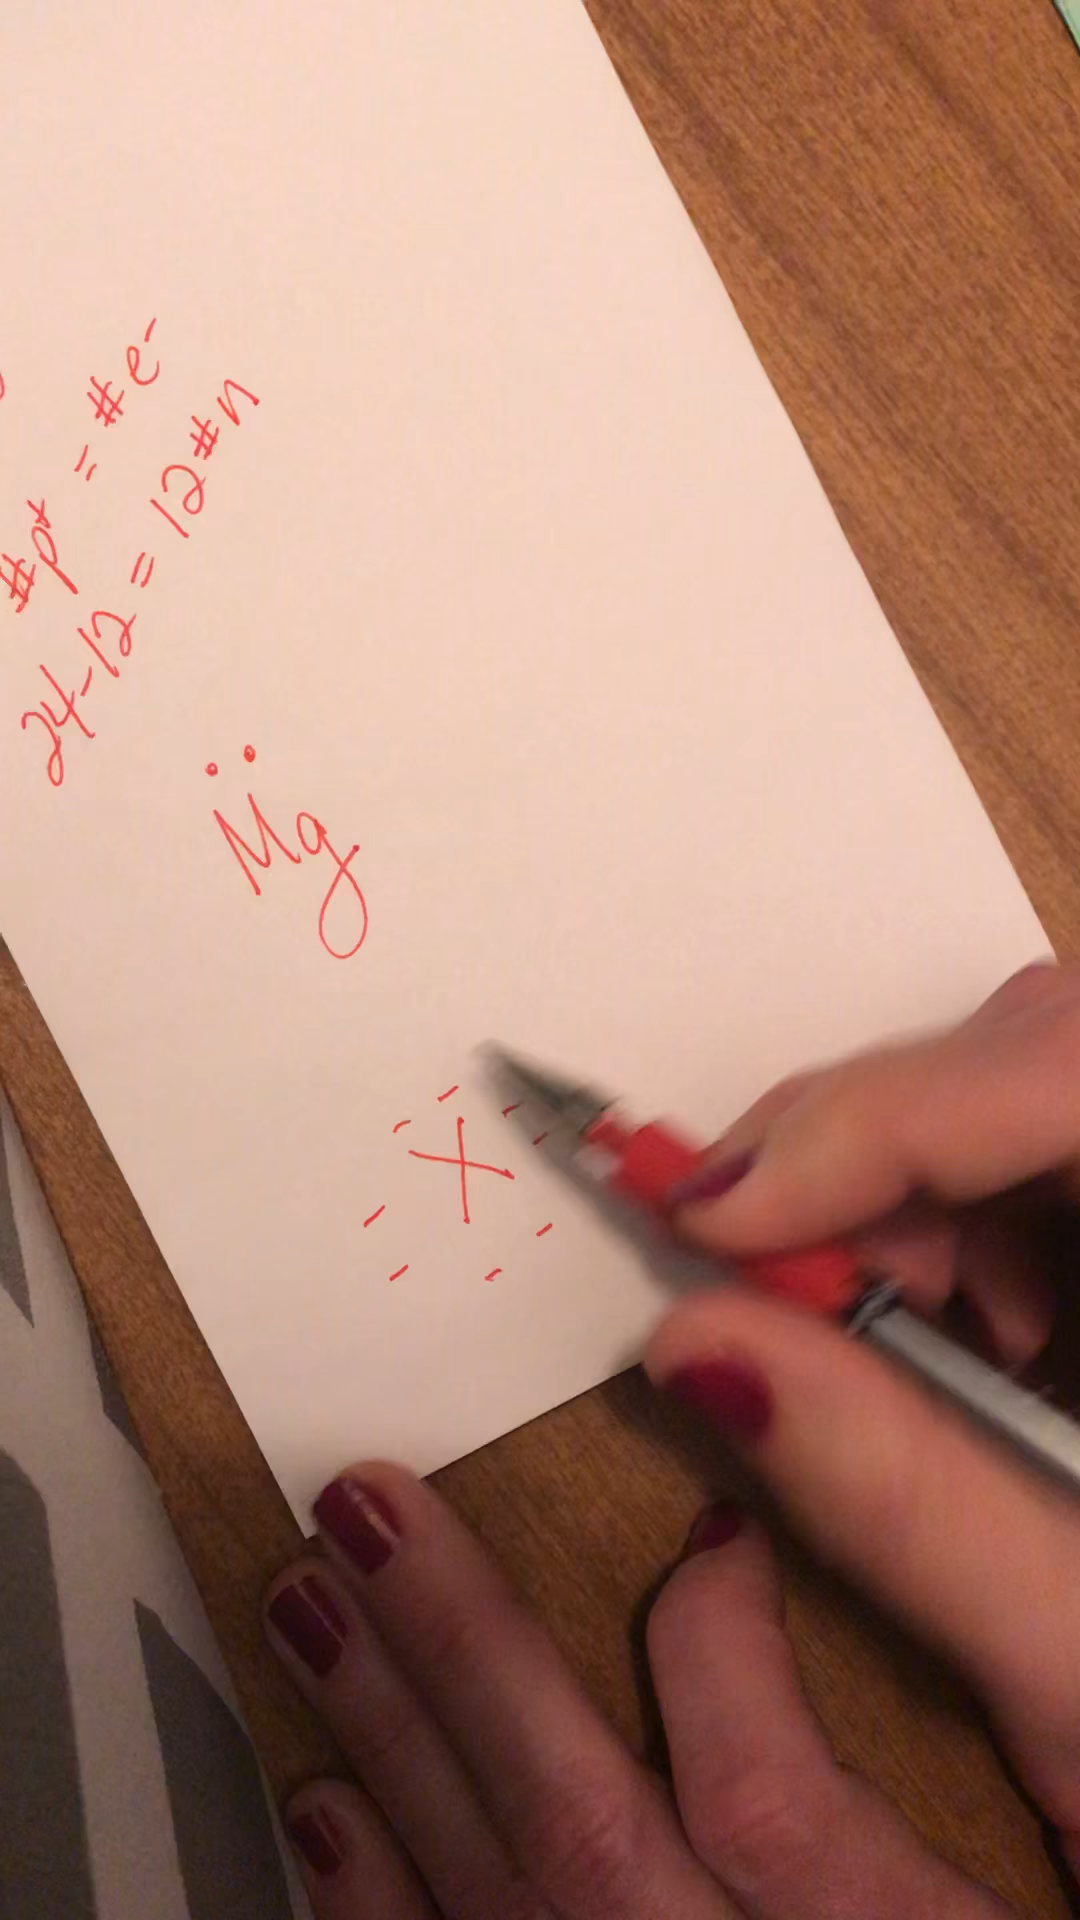 #p+ = #e-
24-12 = 12#n
Mg
X